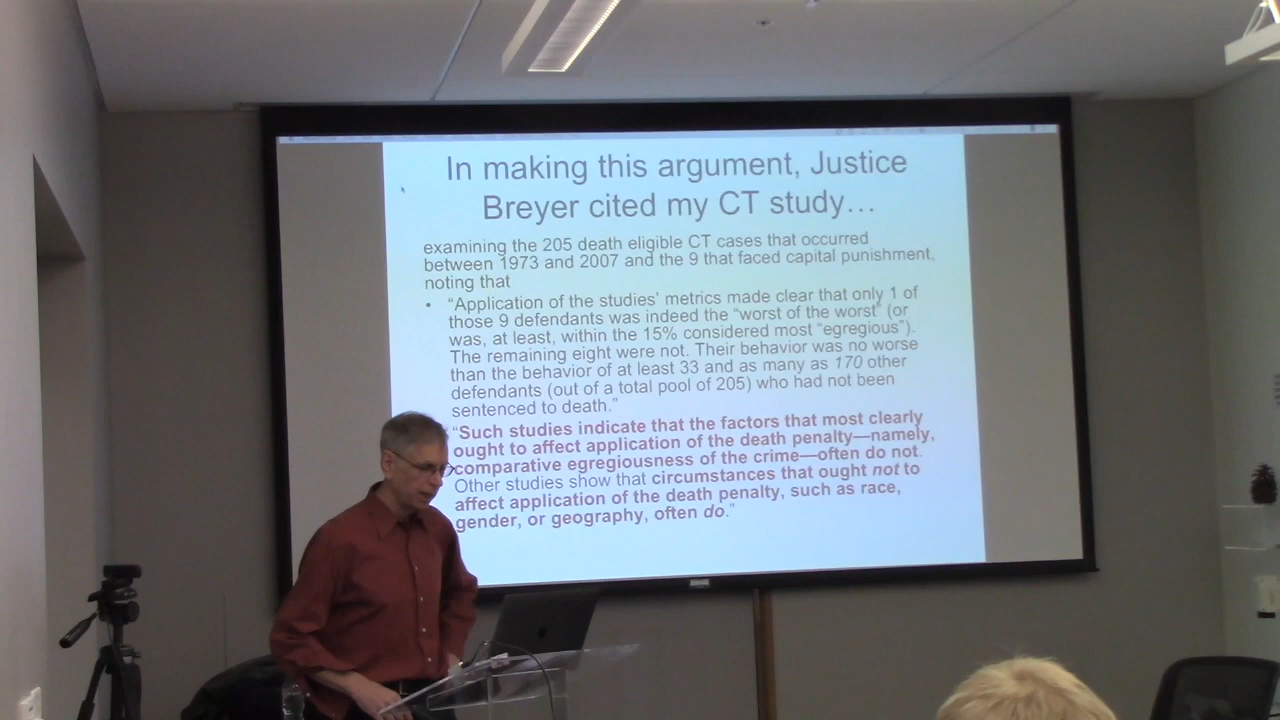 In making this argument, Justice
Breyer cited my CT study…
examining the 205 death eligible CT cases that occurred
between 1973 and 2007 and the 9 that faced capital punishment,
noting that
• “Application of the studies’ metrics made clear that only 1 of
those 9 defendants was indeed the “worst of the worst” (or
was, at least, within the 15% considered most “egregious”).
The remaining eight were not. Their behavior was no worse
than the behavior of at least 33 and as many as 170 other
defendants (out of a total pool of 205) who had not been
sentenced to death.”
“Such studies indicate that the factors that most clearly
ought to affect application of the death penalty—namely,
comparative egregiousness of the crime—often do not.
Other studies show that circumstances that ought not to
affect application of the death penalty, such as race,
gender, or geography, often do.”